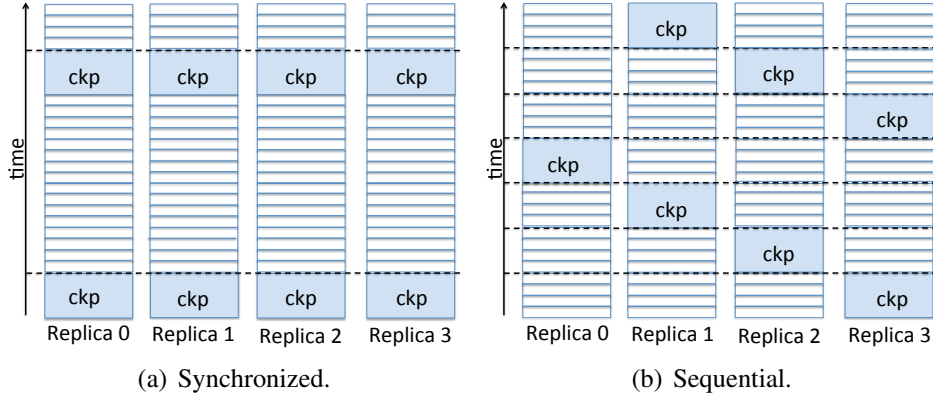 time
ckp ckp ckp ckp
ckp ckp ckp ckp
Replica 0 Replica 1 Replica 2 Replica 3
(a) Synchronized.
time
ckp
ckp
ckp
ckp
ckp
ckp
ckp
Replica 0 Replica 1 Replica 2 Replica 3
(b) Sequential.